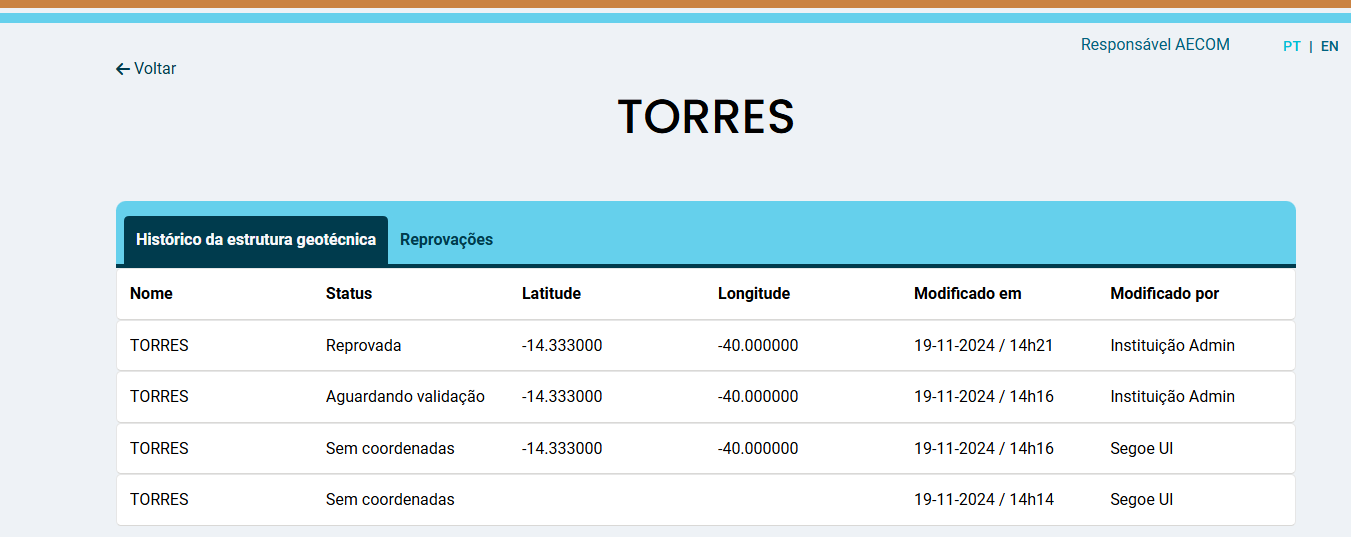 Responsável AECOM PT | EN
Voltar
TORRES
Histórico da estrutura geotécnica Reprovações
Nome Status Latitude Longitude Modificado em Modificado por
TORRES Reprovada -14.333000 -40.000000 19-11-2024 / 14h21 Instituição Admin
TORRES Aguardando validação -14.333000 -40.000000 19-11-2024 / 14h16 Instituição Admin
TORRES Sem coordenadas -14.333000 -40.000000 19-11-2024 / 14h16 Segoe UI
TORRES Sem coordenadas 19-11-2024 / 14h14 Segoe UI